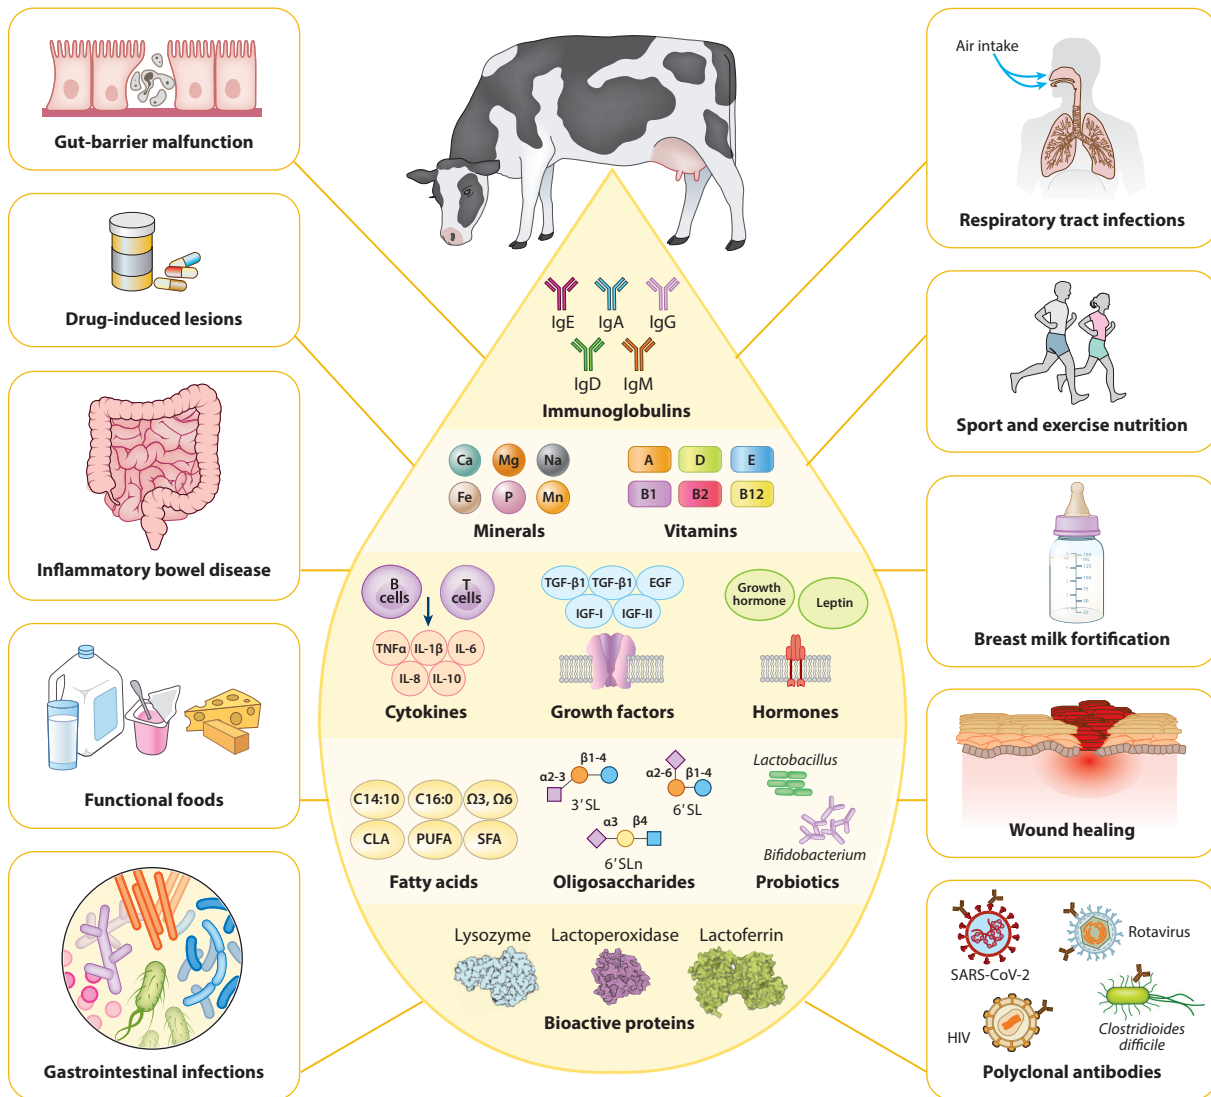 Gut-barrier malfunction
Drug-induced lesions
Inflammatory bowel disease
Functional foods
Gastrointestinal infections
IgE IgA IgG
IgD IgM
Immunoglobulins
Ca Mg Na
Fe P Mn
Minerals
A D E
B1 B2 B12
Vitamins
B
cells
T
cells
TNFα IL-1β IL-6
IL-8 IL-10
Cytokines
TGF-β1 TGF-β1 EGF
IGF-I IGF-II
Growth factors
Growth
hormone
Leptin
Hormones
C14:10 C16:0 Ω3, Ω6
CLA PUFA SFA
Fatty acids
β1-4
α2-3
3′SL
α2-6 β1-4
6′SL
α3 β4
6′SLn
Oligosaccharides
Lactobacillus
Bifidobacterium
Probiotics
Lysozyme Lactoperoxidase Lactoferrin
Bioactive proteins
Air intake
Respiratory tract infections
Sport and exercise nutrition
Breast milk fortification
Wound healing
SARS-CoV-2
Rotavirus
HIV
Clostridioides
difficile
Polyclonal antibodies